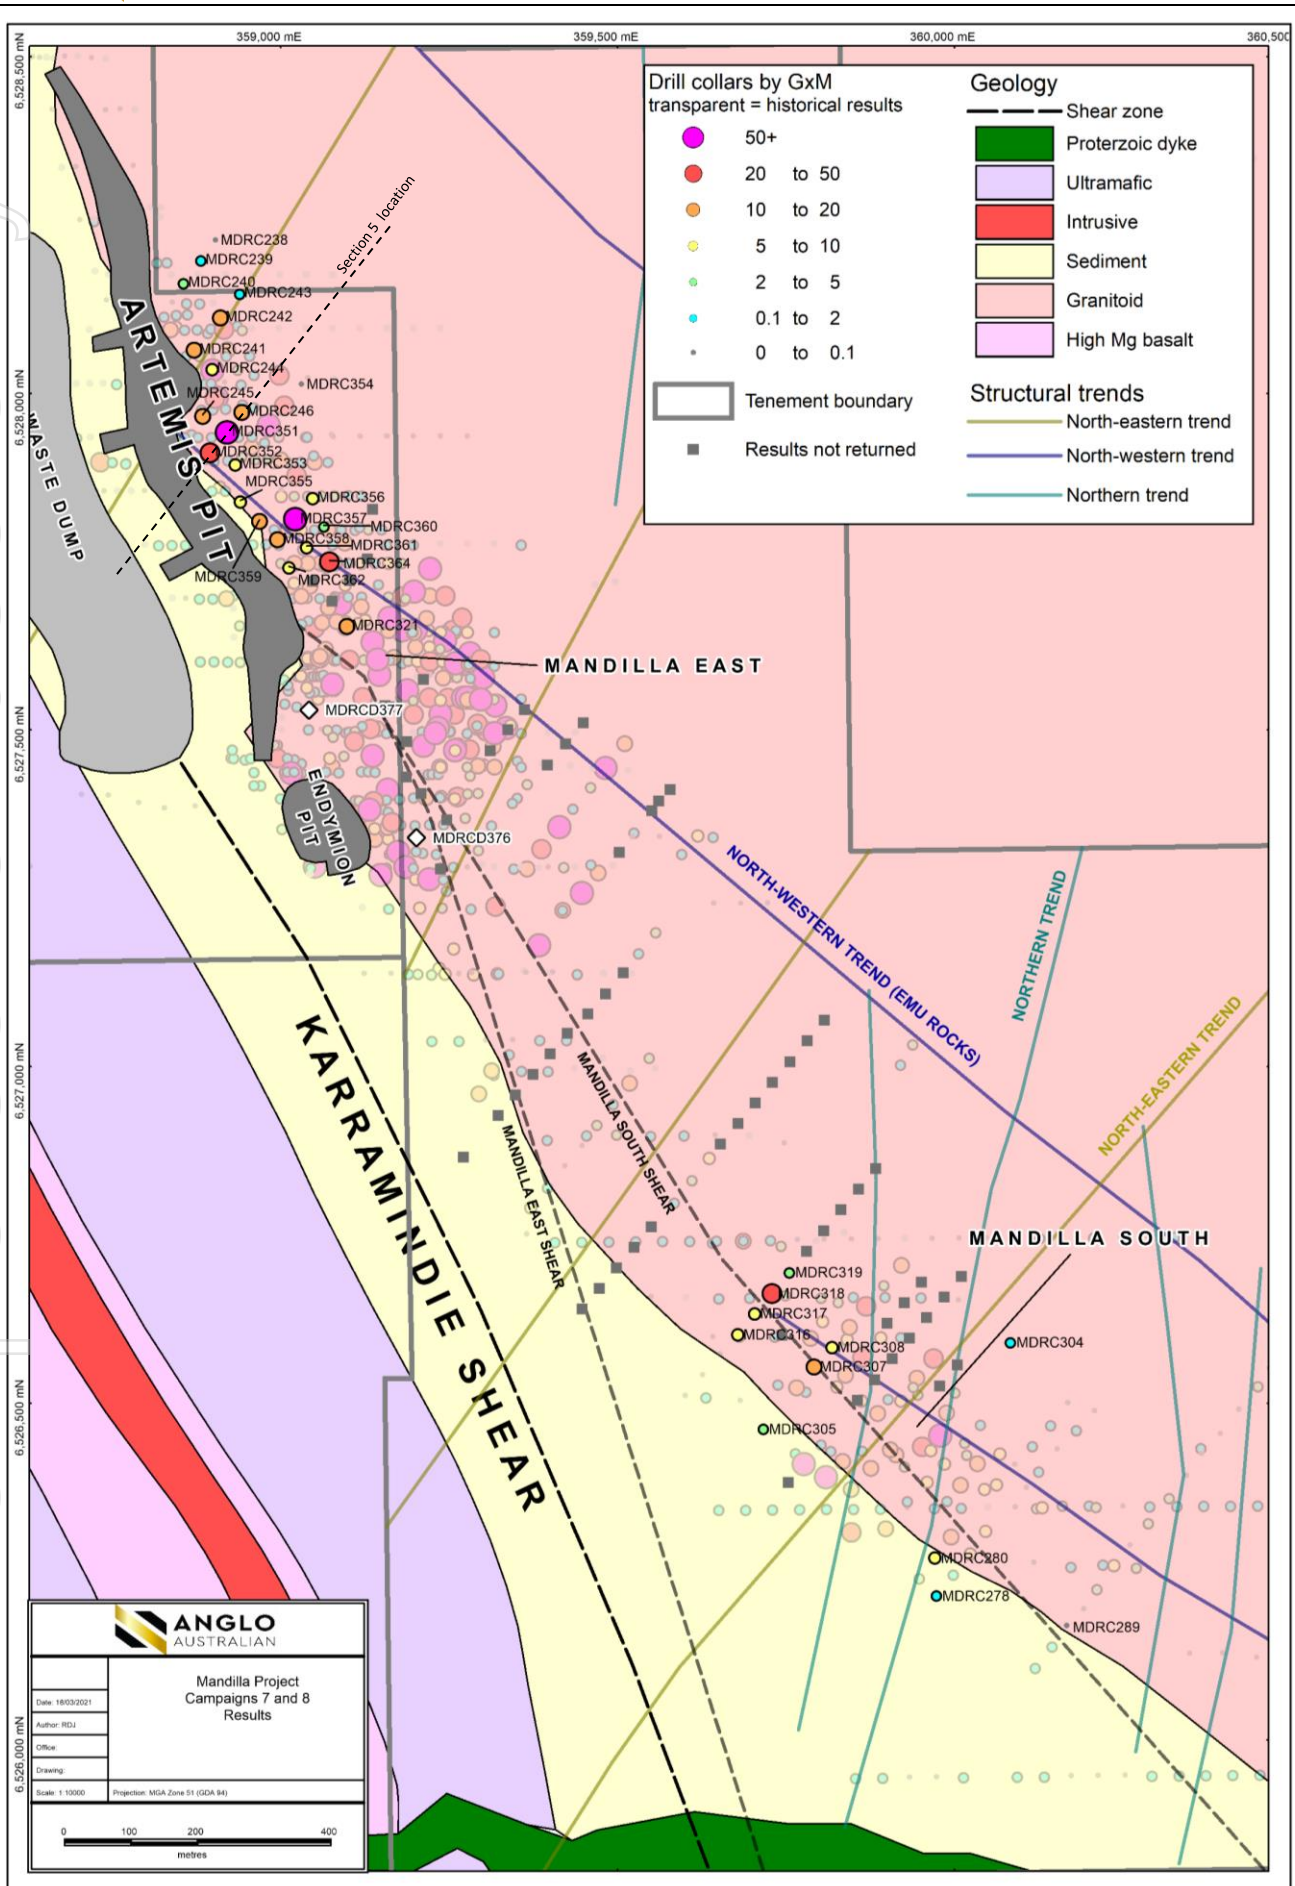 359,000 mE
359,500 mE
360,000 mE
360,500
6,528,500 mN
6,528,000 mN
6,527,500 mN
6,527,000 mN
6,526,500 mN
6,526,000 mN
Drill collars by GxM
transparent = historical results
50+
20 to 50
10 to 20
5 to 10
2 to 5
0.1 to 2
0 to 0.1
Tenement boundary
Results not returned
Geology
Shear zone
Proterzoic dyke
Ultramafic
Intrusive
Sediment
Granitoid
High Mg basalt
Structural trends
North-eastern trend
North-western trend
Northern trend
Section 5 location
MDRC238
MDRC239
MDRC240
MDRC243
MDRC242
MDRC241
MDRC244
MDRC354
MDRC245
MDRC246
MDRC351
MDRC352
MDRC353
MDRC355
MDRC356
MDRC357
MDRC360
MDRC358
MDRC361
MDRC364
MDRC359
MDRC362
MDRC321
ARTEMIS PIT
WASTE DUMP
MANDILLA EAST
MDRCD377
ENDYMION
PIT
MDRCD376
NORTH-WESTERN TREND (EMU ROCKS)
NORTHERN TREND
NORTH-EASTERN TREND
KARRAMINDIE SHEAR
MANDILLA SOUTH SHEAR
MANDILLA EAST SHEAR
MANDILLA SOUTH
MDRC319
MDRC318
MDRC317
MDRC316
MDRC308
MDRC307
MDRC304
MDRC305
MDRC280
MDRC278
MDRC289
ANGLO
AUSTRALIAN
Mandilla Project
Campaigns 7 and 8
Results
Date: 18/03/2021
Author: RDJ
Office:
Drawing:
Scale: 1:10000
Projection: MGA Zone 51 (GDA 94)
0 100 200 400
metres